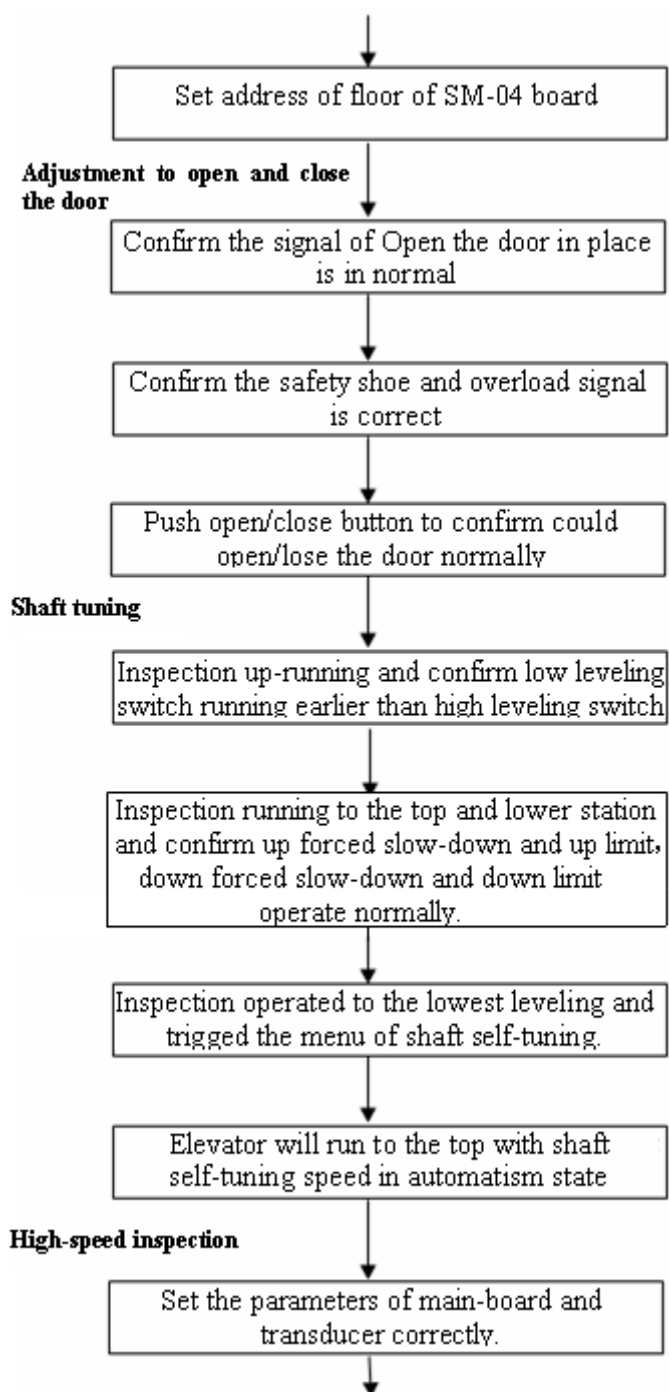 Set address of floor of SM-04 board
Adjustment to open and close
the door
Confirm the signal of Open the door in place
is in normal
Confirm the safety shoe and overload signal
is correct
Push open/close button to confirm could
open/lose the door normally
Shaft tuning
Inspection up-running and confirm low leveling
switch running earlier than high leveling switch
Inspection running to the top and lower station
and confirm up forced slow-down and up limit,
down forced slow-down and down limit
operate normally.
Inspection operated to the lowest leveling and
trigged the menu of shaft self-tuning.
Elevator will run to the top with shaft
self-tuning speed in automatism state
High-speed inspection
Set the parameters of main-board and
transducer correctly.